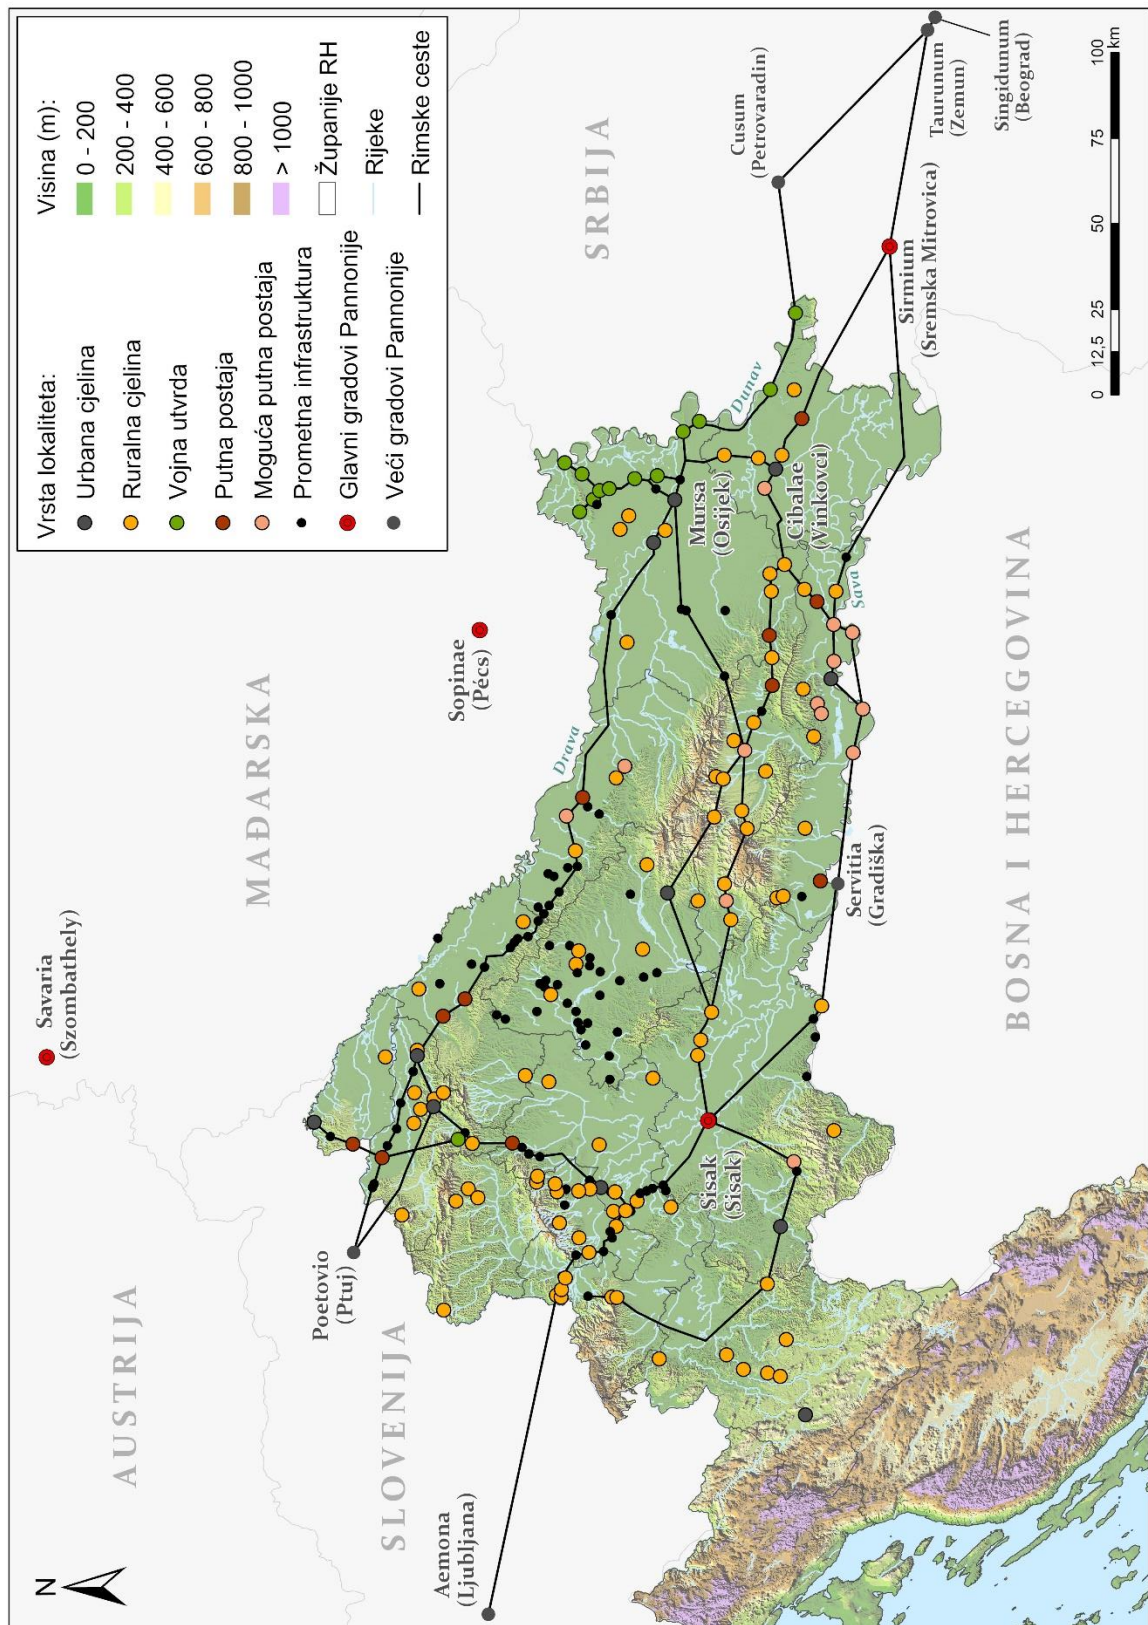 N
AUSTRIJA
MAĐARSKA
SLOVENIJA
SRBIJA
BOSNA I HERCEGOVINA
Savaria
(Szombathely)
Sopinae
(Pécs)
Poetovio
(Ptuj)
Aemona
(Ljubljana)
Drava
Dunav
Sava
Mursa
(Osijek)
Cibalae
(Vinkovci)
Sisak
(Sisak)
Servitia
(Gradiška)
Cusum
(Petrovaradin)
Sirmium
(Sremska Mitrovica)
Taurunum
(Zemun)
Singidunum
(Beograd)
Vrsta lokaliteta:
Urbana cjelina
Ruralna cjelina
Vojna utvrda
Putna postaja
Moguća putna postaja
Prometna infrastruktura
Glavni gradovi Pannonije
Veći gradovi Pannonije
Visina (m):
0 - 200
200 - 400
400 - 600
600 - 800
800 - 1000
> 1000
Županije RH
Rijeke
Rimske ceste
0 12,5 25 50 75 100
km